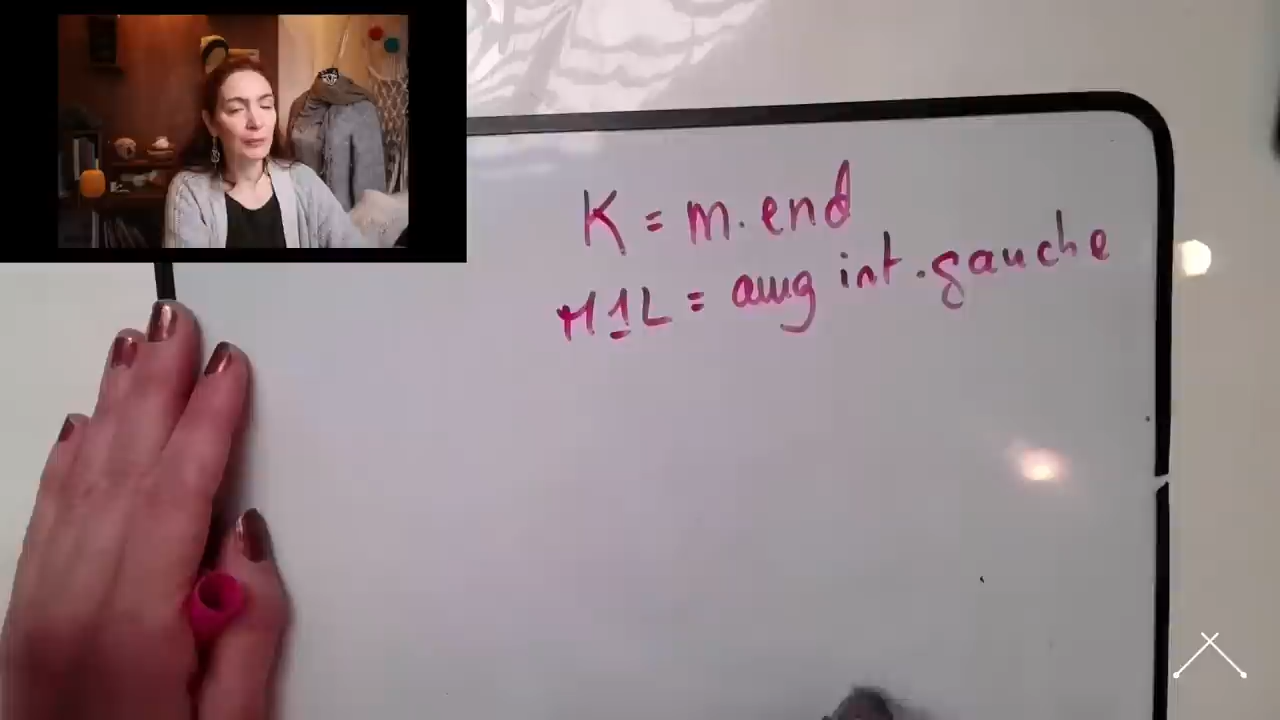 K = m. end
M1L = aug int. gauche